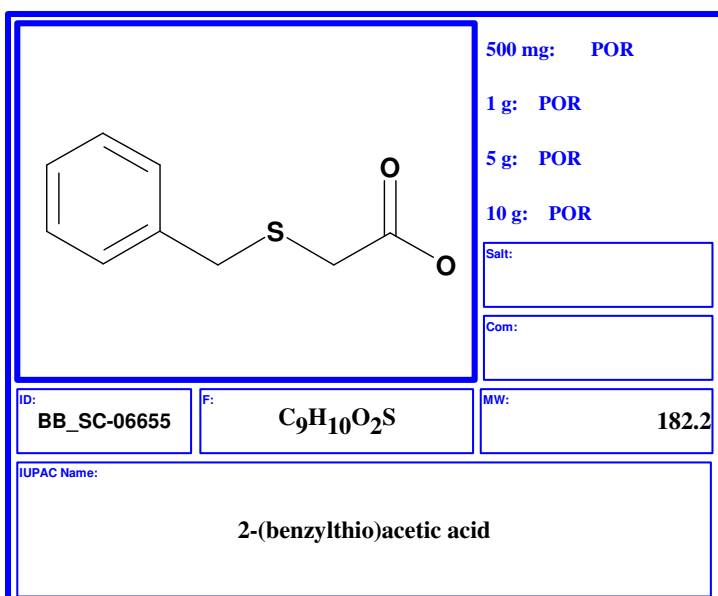 500 mg: POR
1 g: POR
5 g: POR
10 g: POR
O
S
O
Salt:
Com:
ID:
BB_SC-06655
F:
C9H10O2S
MW:
182.2
IUPAC Name:
2-(benzylthio)acetic acid